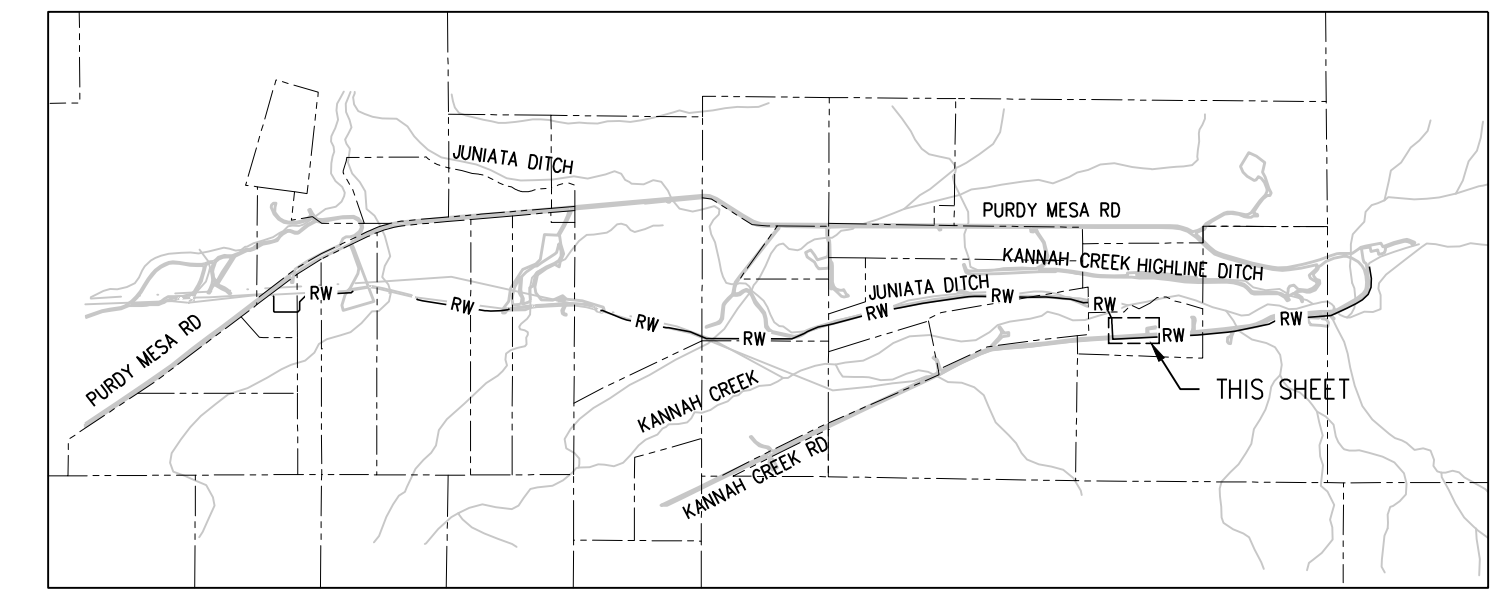 JUNIATA DITCH
PURDY MESA RD
KANNAH CREEK HIGHLINE DITCH
JUNIATA DITCH
RW
RW
RW
RW
RW
RW
RW
RW
RW
PURDY MESA RD
THIS SHEET
KANNAH CREEK
KANNAH CREEK RD